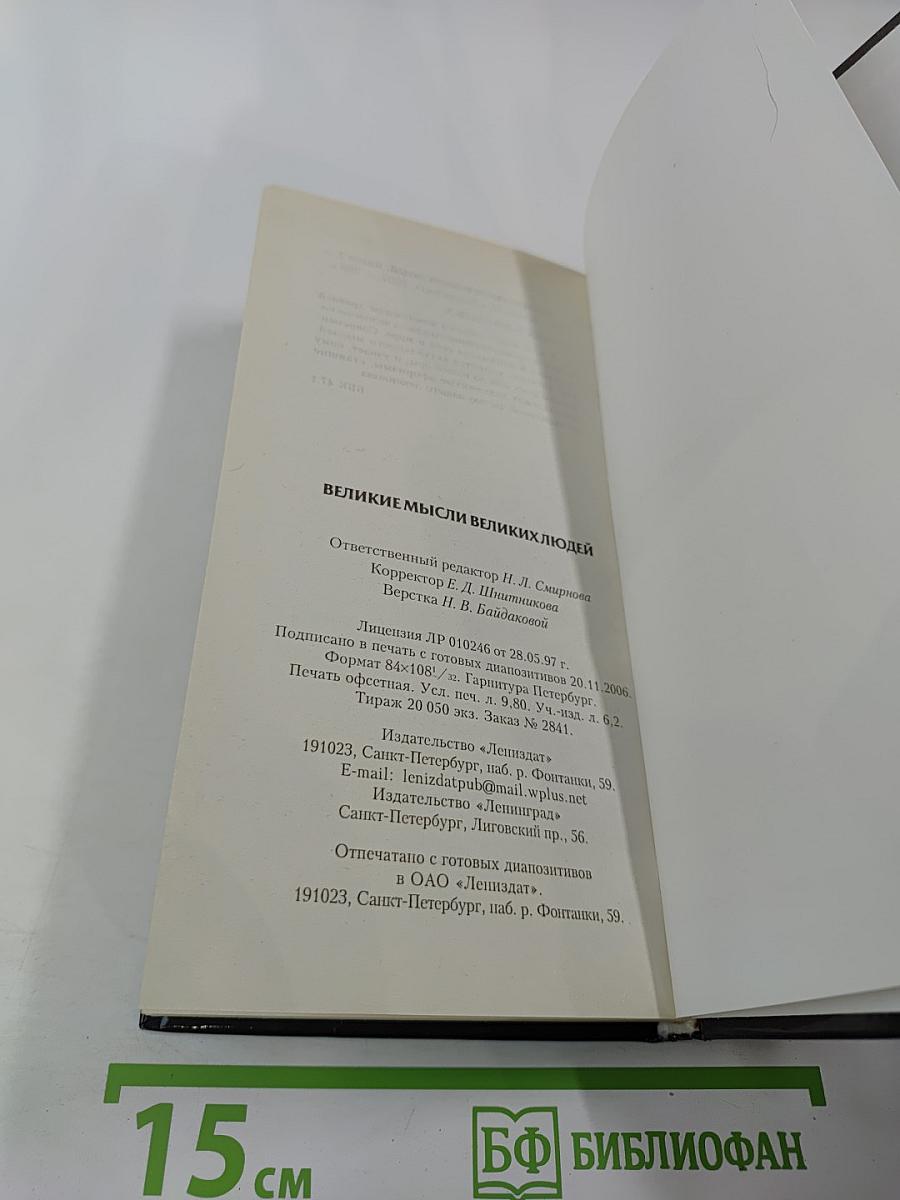 ВЕЛИКИЕ МЫСЛИ ВЕЛИКИХ ЛЮДЕЙ
Ответственный редактор Н. Л. Смирнова
Корректор Е. Д. Шнитникова
Верстка Н. В. Байдаковой
Лицензия ЛР 010246 от 28.05.97 г.
Подписано в печать с готовых диапозитивов 20.11.2006.
Формат 84×108¹/₃₂. Гарнитура Петербург.
Печать офсетная. Усл. печ. л. 9,80. Уч.-изд. л. 6,2.
Тираж 20 050 экз. Заказ № 2841.
Издательство «Лениздат»
191023, Санкт-Петербург, наб. р. Фонтанки, 59.
E-mail: lenizdatpub@mail.wplus.net
Издательство «Ленинград»
Санкт-Петербург, Лиговский пр., 56.
Отпечатано с готовых диапозитивов
в ОАО «Лениздат».
191023, Санкт-Петербург, наб. р. Фонтанки, 59.
15 см
БФ БИБЛИОФАН